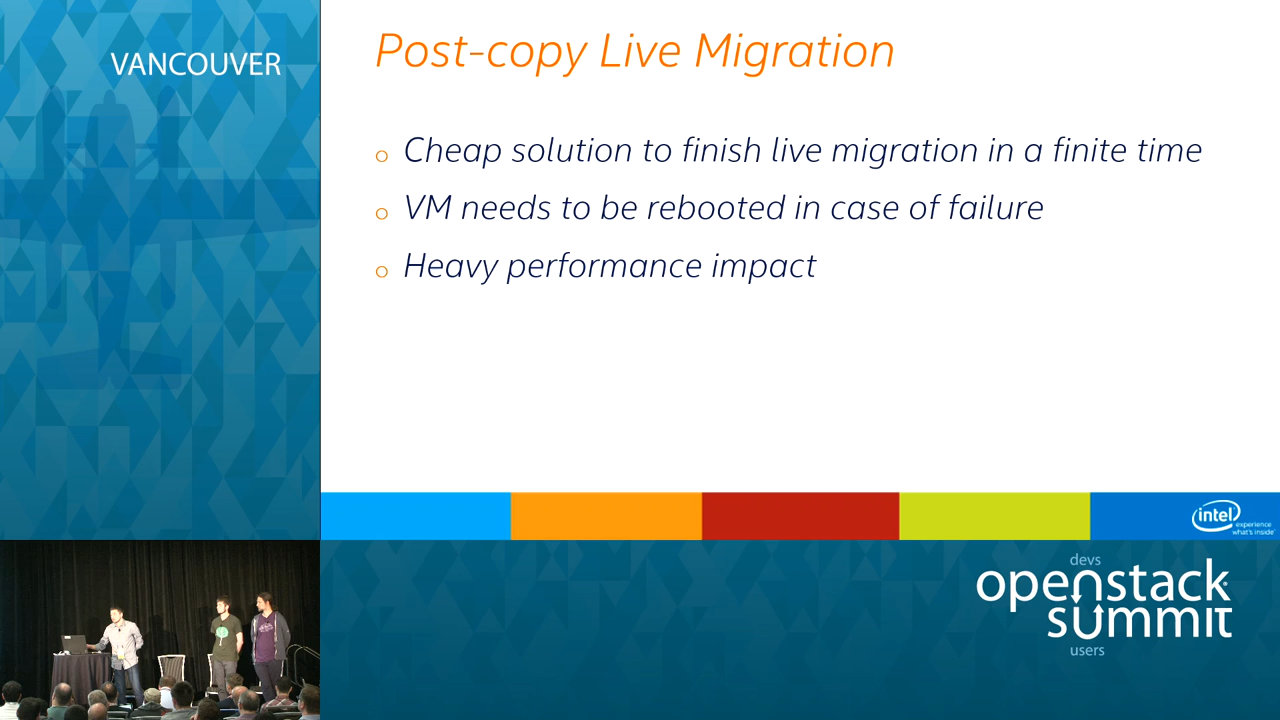 VANCOUVER
Post-copy Live Migration
o Cheap solution to finish live migration in a finite time
o VM needs to be rebooted in case of failure
o Heavy performance impact
intel
experience
what's inside
devs
openstack
summit
users